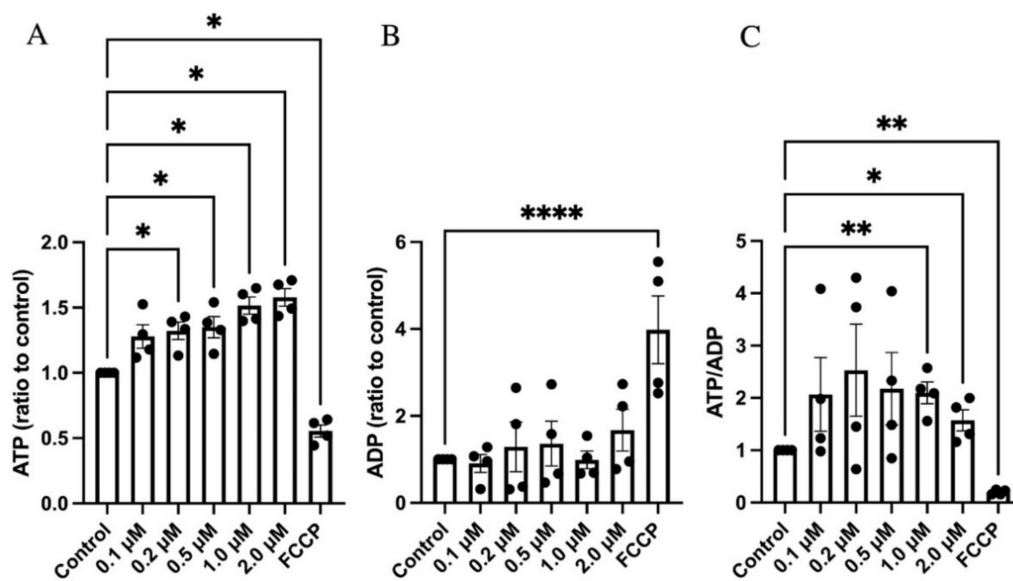 A
B
C
*
*
*
*
*
****
**
*
**
ATP (ratio to control)
2.0
1.5
1.0
0.5
0.0
Control
0.1 µM
0.2 µM
0.5 µM
1.0 µM
2.0 µM
FCCP
ADP (ratio to control)
6
4
2
0
Control
0.1 µM
0.2 µM
0.5 µM
1.0 µM
2.0 µM
FCCP
ATP/ADP
5
4
3
2
1
0
Control
0.1 µM
0.2 µM
0.5 µM
1.0 µM
2.0 µM
FCCP